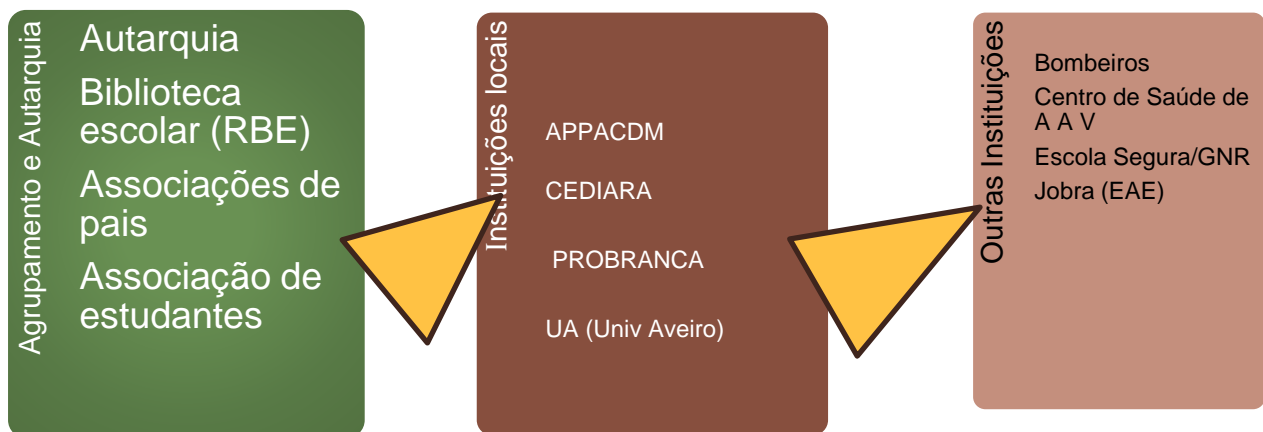 Agrupamento e Autarquia
Autarquia
Biblioteca
escolar (RBE)
Associações de
pais
Associação de
estudantes
Instituições locais
APPACDM
CEDIARA
PROBRANCA
UA (Univ Aveiro)
Outras Instituições
Bombeiros
Centro de Saúde de
A A V
Escola Segura/GNR
Jobra (EAE)